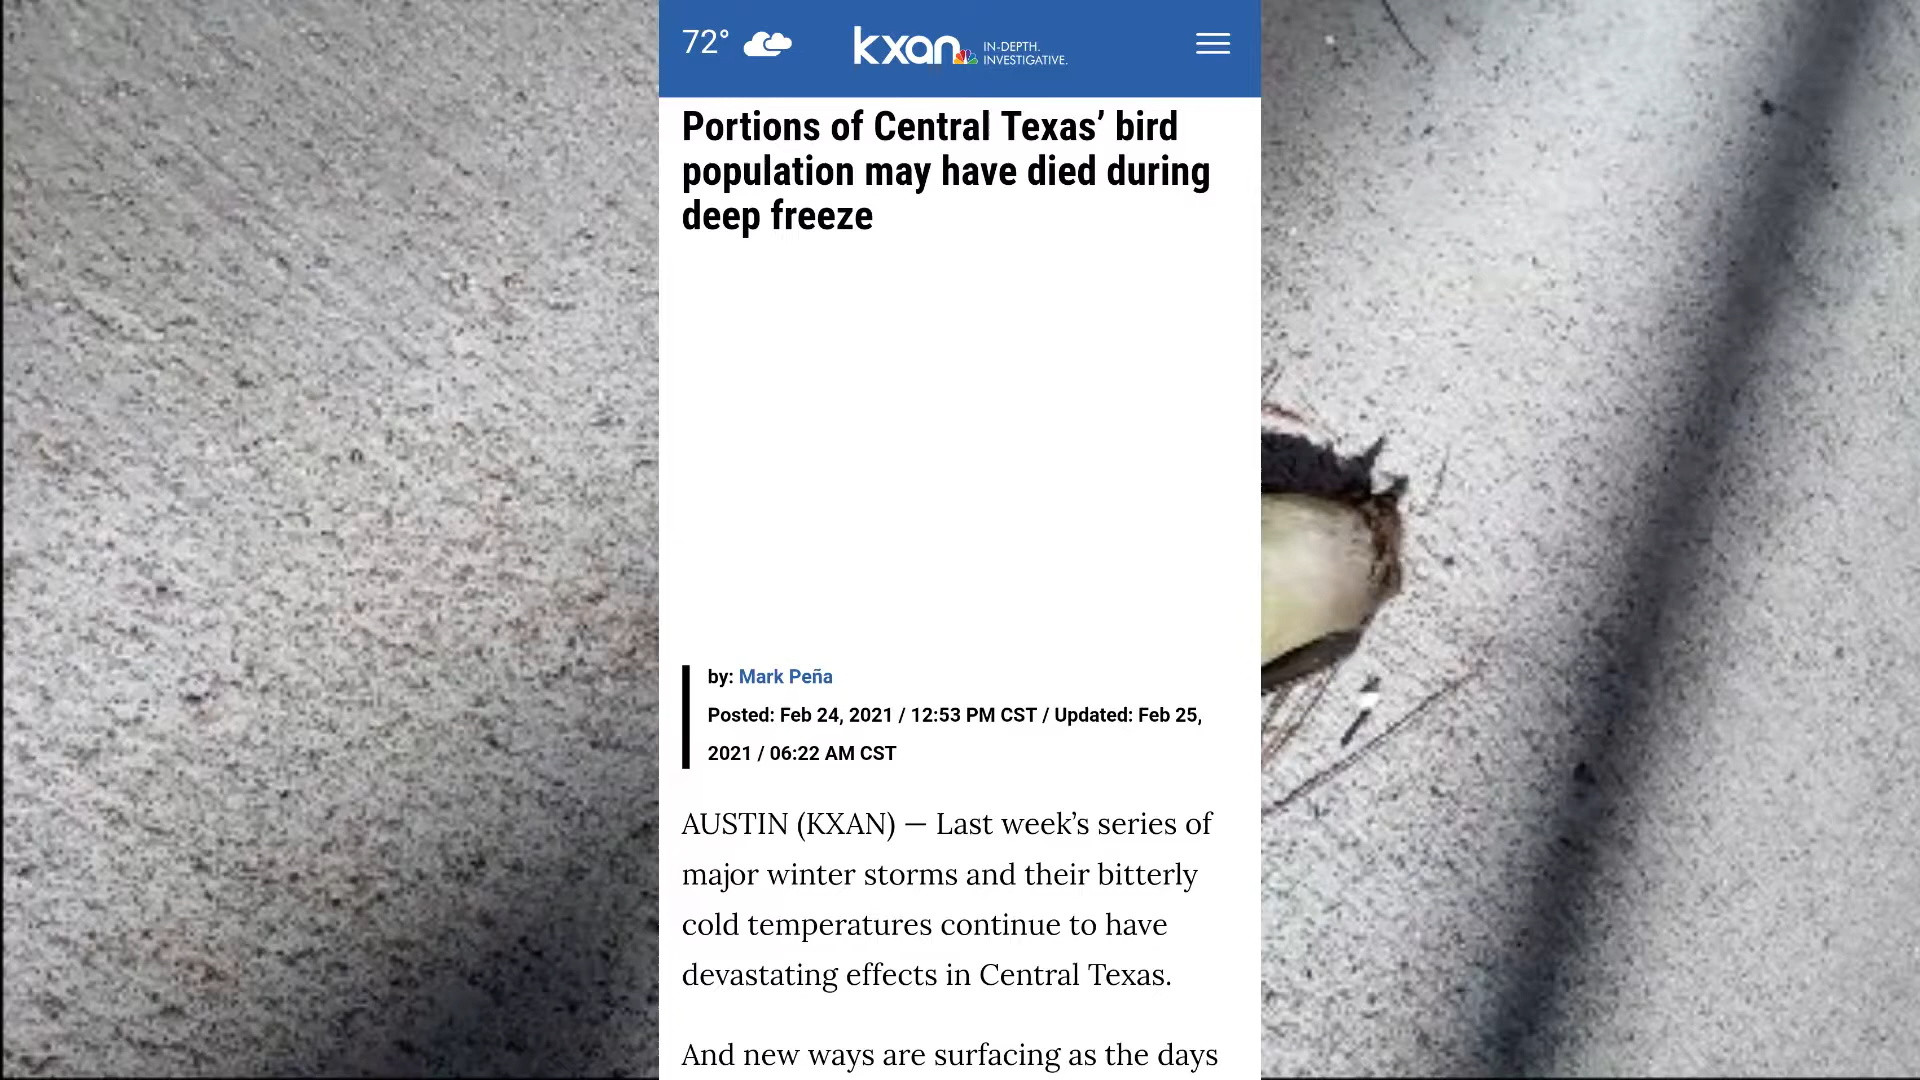 72°
kxan IN-DEPTH.
INVESTIGATIVE.
Portions of Central Texas’ bird
population may have died during
deep freeze
by: Mark Peña
Posted: Feb 24, 2021 / 12:53 PM CST / Updated: Feb 25,
2021 / 06:22 AM CST
AUSTIN (KXAN) — Last week’s series of
major winter storms and their bitterly
cold temperatures continue to have
devastating effects in Central Texas.
And new ways are surfacing as the days